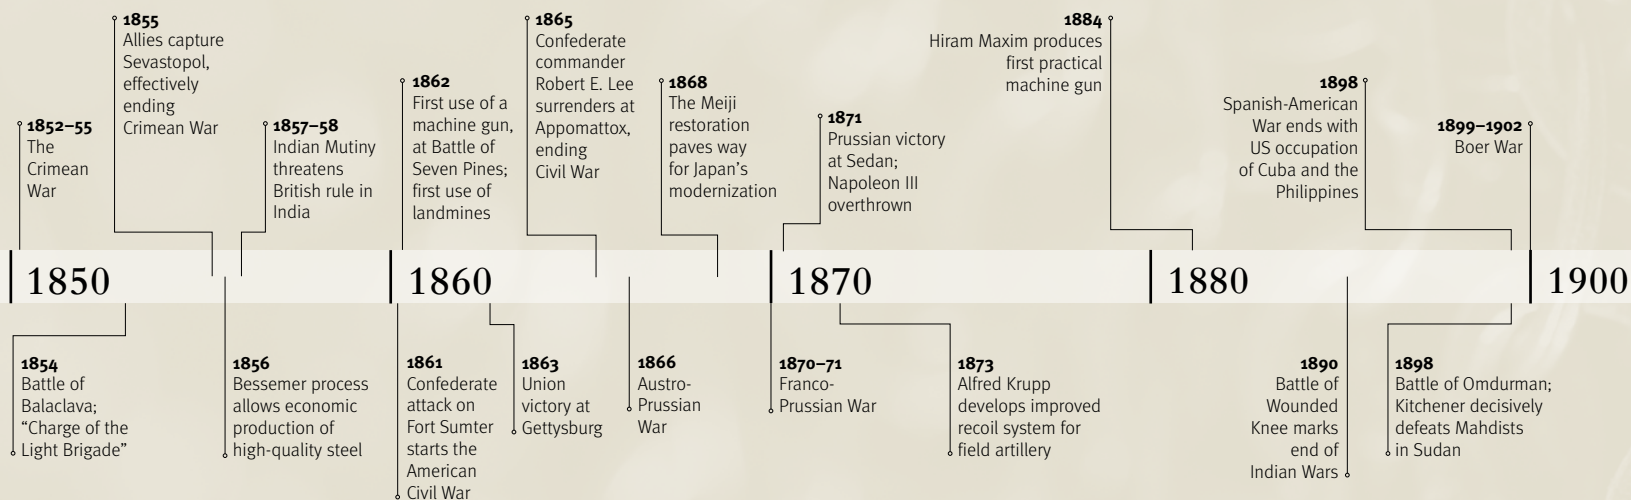 1855
Allies capture
Sevastopol,
effectively
ending
Crimean War
1865
Confederate
commander
Robert E. Lee
surrenders at
Appomattox,
ending
Civil War
1884
Hiram Maxim produces
first practical
machine gun
1862
First use of a
machine gun,
at Battle of
Seven Pines;
first use of
landmines
1868
The Meiji
restoration
paves way
for Japan's
modernization
1898
Spanish-American
War ends with
US occupation
of Cuba and the
Philippines
1852–55
The
Crimean
War
1857–58
Indian Mutiny
threatens
British rule in
India
1871
Prussian victory
at Sedan;
Napoleon III
overthrown
1899–1902
Boer War
1850
1860
1870
1880
1900
1854
Battle of
Balaclava;
“Charge of the
Light Brigade”
1856
Bessemer process
allows economic
production of
high-quality steel
1861
Confederate
attack on
Fort Sumter
starts the
American
Civil War
1863
Union
victory at
Gettysburg
1866
Austro-
Prussian
War
1870–71
Franco-
Prussian War
1873
Alfred Krupp
develops improved
recoil system for
field artillery
1890
Battle of
Wounded
Knee marks
end of
Indian Wars
1898
Battle of Omdurman;
Kitchener decisively
defeats Mahdists
in Sudan